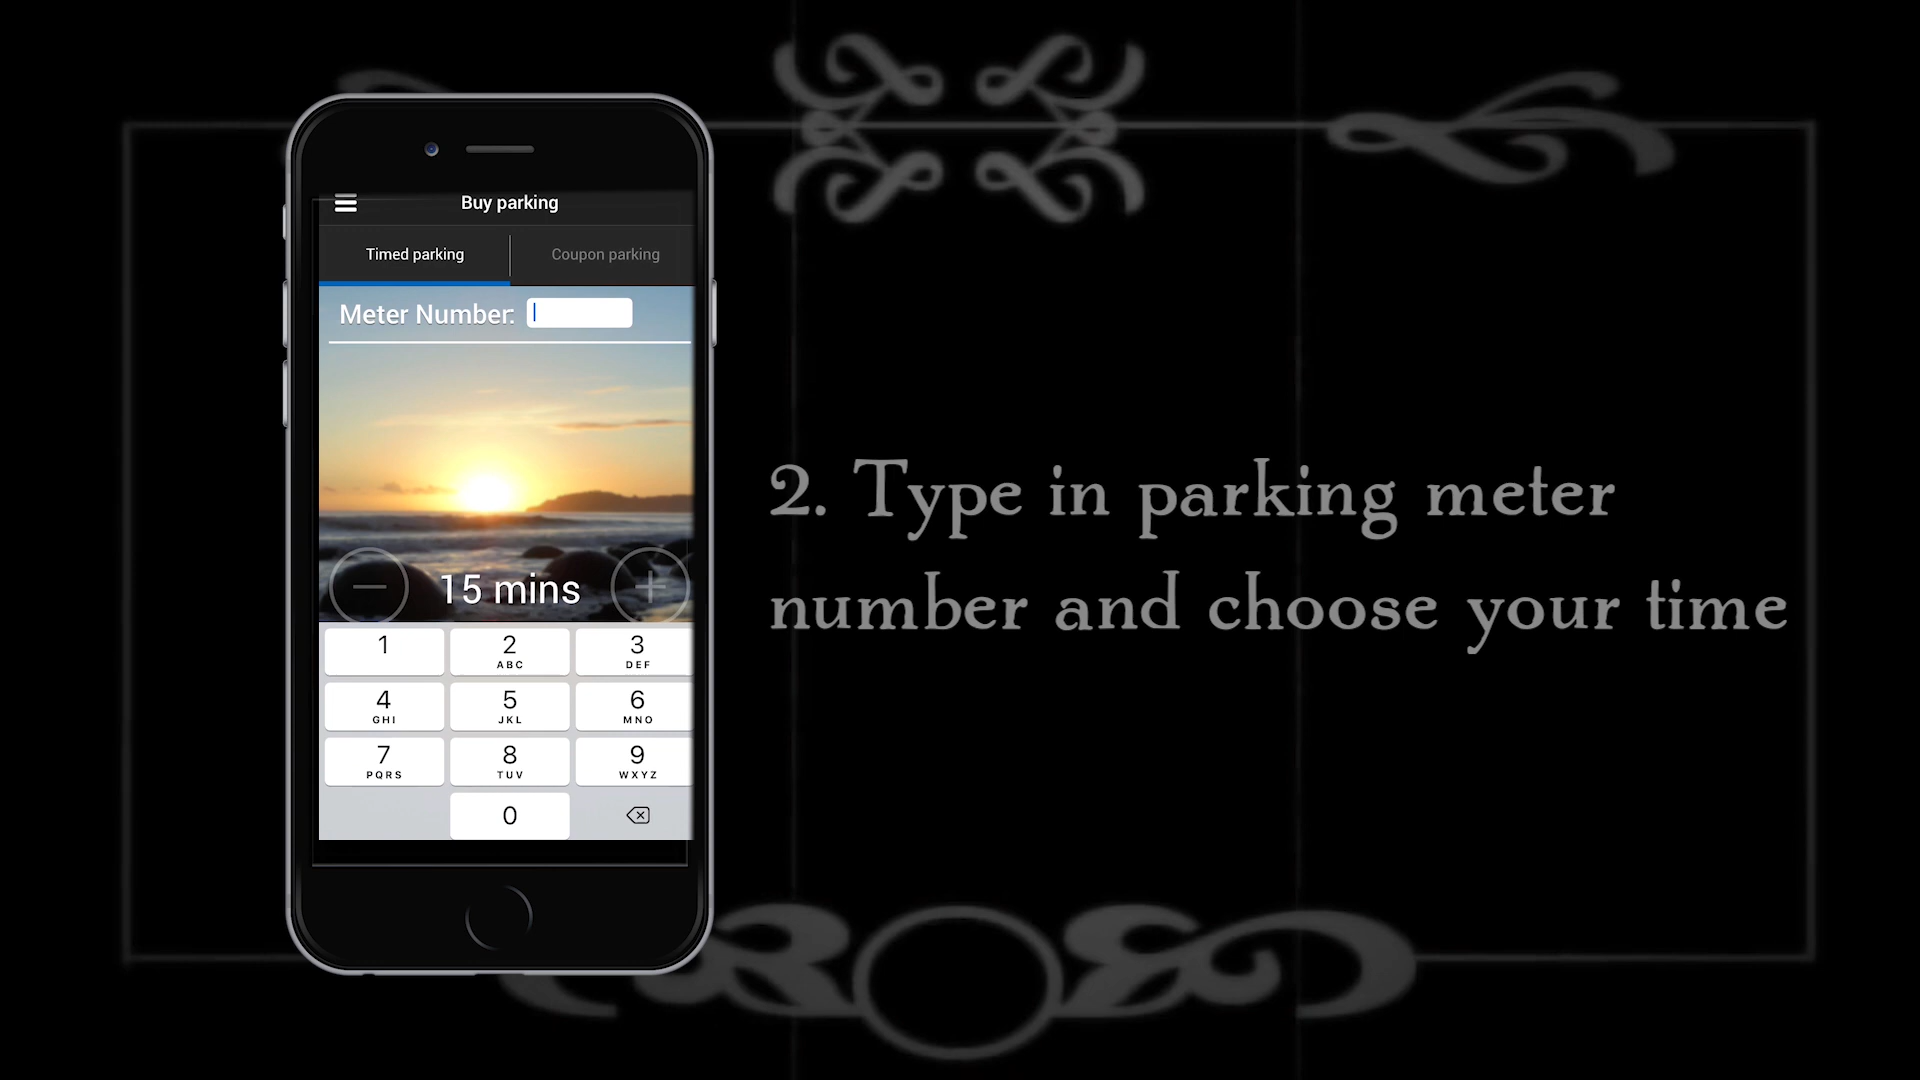 Buy parking
Timed parking
Coupon parking
Meter Number:
15 mins
1
2
ABC
3
DEF
4
GHI
5
JKL
6
MNO
7
PQRS
8
TUV
9
WXYZ
0
2. Type in parking meter
number and choose your time